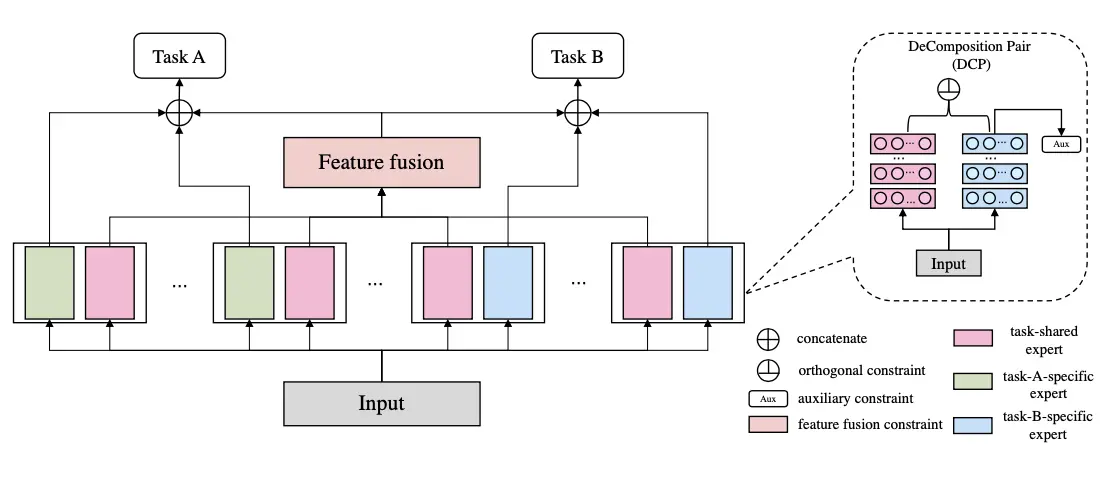 Task A
Task B
Feature fusion
...
...
...
Input
DeComposition Pair
(DCP)
...
...
Aux
...
...
...
...
...
...
Input
concatenate
orthogonal constraint
Aux
auxiliary constraint
feature fusion constraint
task-shared
expert
task-A-specific
expert
task-B-specific
expert